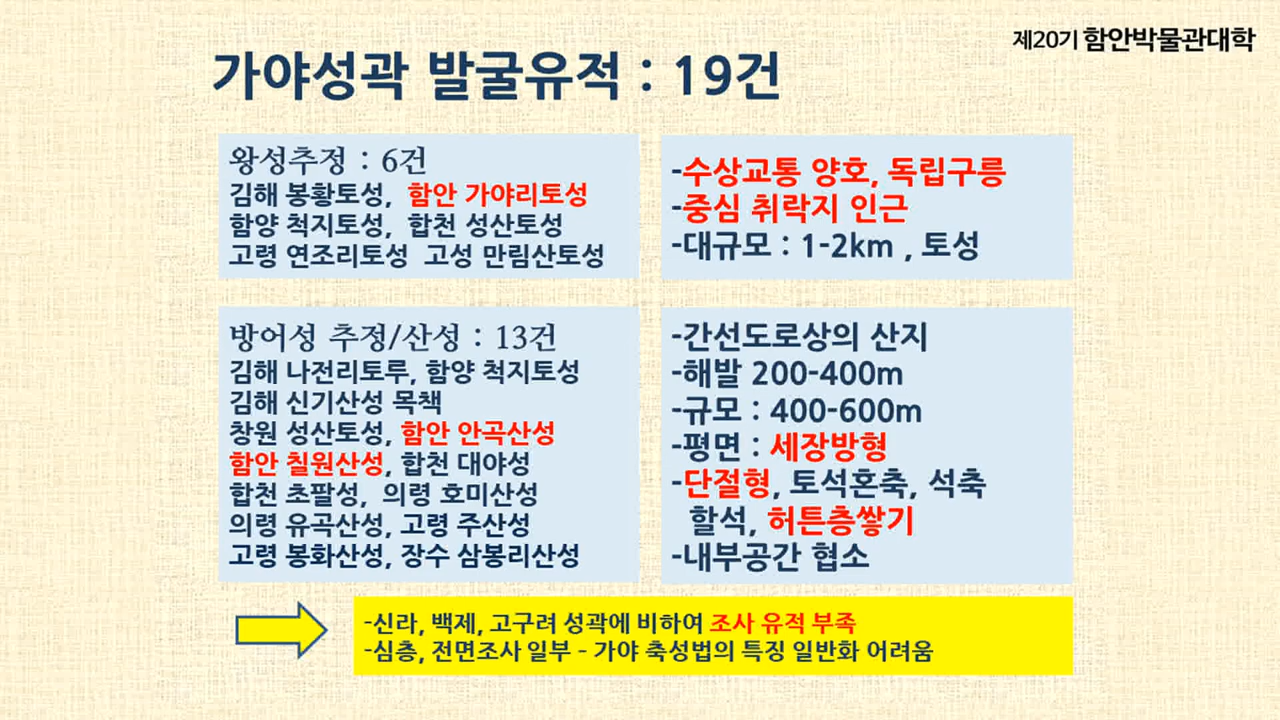 제20기 함안박물관대학
가야성곽 발굴유적 : 19건
왕성추정 : 6건
김해 봉황토성, 함안 가야리토성
함양 척지토성, 합천 성산토성
고령 연조리토성 고성 만림산토성
-수상교통 양호, 독립구릉
-중심 취락지 인근
-대규모 : 1-2km , 토성
방어성 추정/산성 : 13건
김해 나전리토루, 함양 척지토성
김해 신기산성 목책
창원 성산토성, 함안 안곡산성
함안 칠원산성, 합천 대야성
합천 초팔성, 의령 호미산성
의령 유곡산성, 고령 주산성
고령 봉화산성, 장수 삼봉리산성
-간선도로상의 산지
-해발 200-400m
-규모 : 400-600m
-평면 : 세장방형
-단절형, 토석혼축, 석축
할석, 허튼층쌓기
-내부공간 협소
-신라, 백제, 고구려 성곽에 비하여 조사 유적 부족
-심층, 전면조사 일부 – 가야 축성법의 특징 일반화 어려움